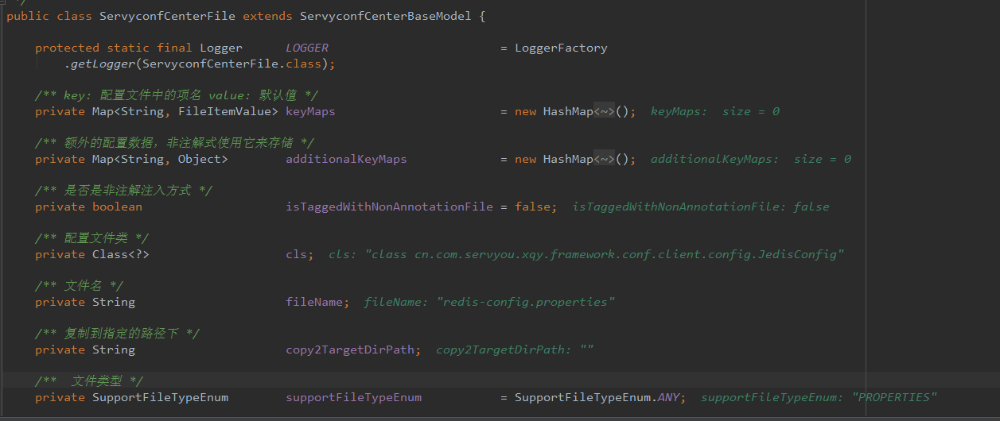 */
public class ServyconfCenterFile extends ServyconfCenterBaseModel {
protected static final Logger LOGGER = LoggerFactory
.getLogger(ServyconfCenterFile.class);
/** key: 配置文件中的项名 value: 默认值 */
private Map<String, FileItemValue> keyMaps = new HashMap<~>(); keyMaps: size = 0
/** 额外的配置数据, 非注解式使用它来存储 */
private Map<String, Object> additionalKeyMaps = new HashMap<~>(); additionalKeyMaps: size = 0
/** 是否是非注解注入方式 */
private boolean isTaggedWithNonAnnotationFile = false; isTaggedWithNonAnnotationFile: false
/** 配置文件类 */
private Class<?> cls; cls: "class cn.com.servyou.xqy.framework.conf.client.config.JedisConfig"
/** 文件名 */
private String fileName; fileName: "redis-config.properties"
/** 复制到指定的路径下 */
private String copy2TargetDirPath; copy2TargetDirPath: ""
/** 文件类型 */
private SupportFileTypeEnum supportFileTypeEnum = SupportFileTypeEnum.ANY; supportFileTypeEnum: "PROPERTIES"